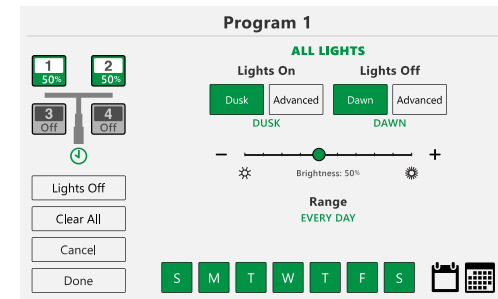 Program 1
1
50%
2
50%
3
Off
4
Off
Lights Off
Clear All
Cancel
Done
ALL LIGHTS
Lights On
Lights Off
Dusk
Advanced
Dawn
Advanced
DUSK
DAWN
− +
Brightness: 50%
Range
EVERY DAY
S M T W T F S